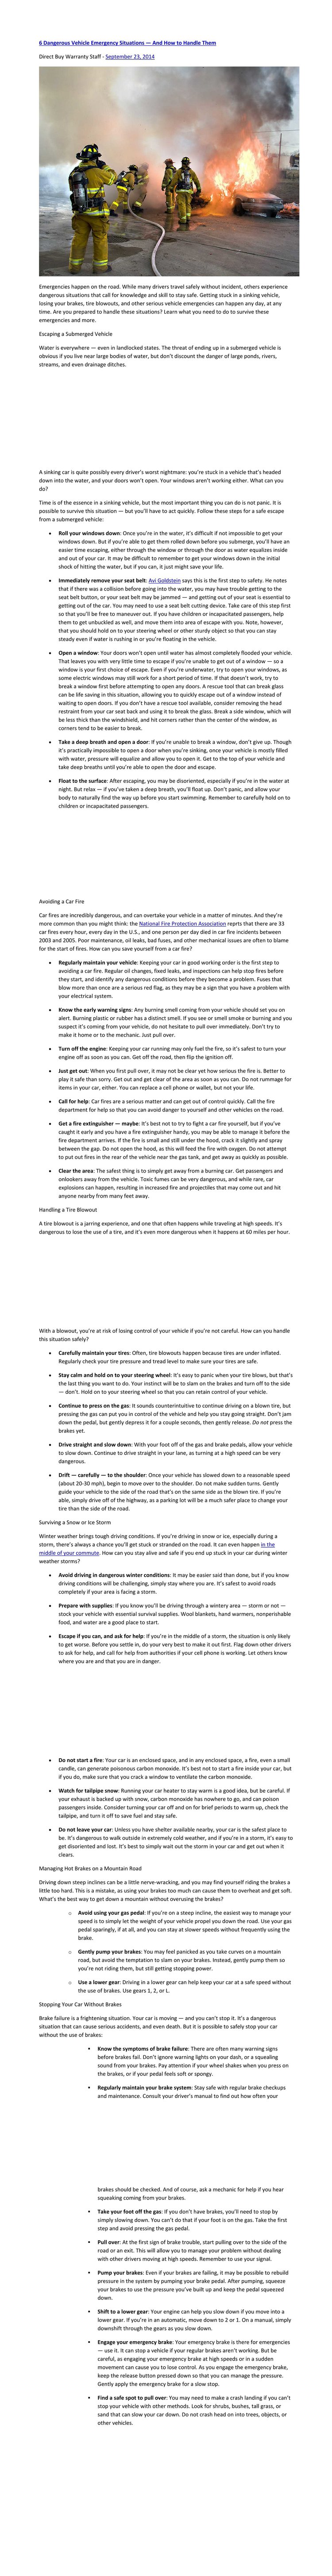 6 Dangerous Vehicle Emergency Situations — And How to Handle Them
Direct Buy Warranty Staff - September 23, 2014
Emergencies happen on the road. While many drivers travel safely without incident, others experience
dangerous situations that call for knowledge and skill to stay safe. Getting stuck in a sinking vehicle,
losing your brakes, tire blowouts, and other serious vehicle emergencies can happen any day, at any
time. Are you prepared to handle these situations? Learn what you need to do to survive these
emergencies and more.
Escaping a Submerged Vehicle
Water is everywhere — even in landlocked states. The threat of ending up in a submerged vehicle is
obvious if you live near large bodies of water, but don't discount the danger of large ponds, rivers,
streams, and even drainage ditches.
A sinking car is quite possibly every driver's worst nightmare: you're stuck in a vehicle that's headed
down into the water, and your doors won't open. Your windows aren't working either. What can you
do?
Time is of the essence in a sinking vehicle, but the most important thing you can do is not panic. It is
possible to survive this situation — but you'll have to act quickly. Follow these steps for a safe escape
from a submerged vehicle:
• Roll your windows down: Once you're in the water, it's difficult if not impossible to get your
windows down. But if you're able to get them rolled down before you submerge, you'll have an
easier time escaping, either through the window or through the door as water equalizes inside
and out of your car. It may be difficult to remember to get your windows down in the initial
shock of hitting the water, but if you do, it just might save your life.
• Immediately remove your seat belt: Avi Goldstein says this is the first step to safety. He notes
that if there was a collision before going into the water, you may have trouble getting to the
seat belt button, or your seat belt may be jammed — and getting out of your seat is essential to
getting out of the car. You may need to use a seat belt cutting device. Take care of this step first
so that you'll be free to maneuver out. If you have children or incapacitated passengers, help
them to get unbuckled as well, and move them into areas of escape with you. Note, however,
that you should hold on to your steering wheel or other sturdy object so that you can stay
steady even if water is rushing in or you're floating in the vehicle.
• Open a window: Your doors won't open until water has almost completely flooded your vehicle.
That leaves you with very little time to escape if you're unable to get out of a window — so a
window is your first choice of escape. Even if you're underwater, try to open windows, as
some electric windows may still work for a short period of time. If that doesn't work, try to
break a window first before attempting to open any doors. A rescue tool that can break glass
can be life saving in this situation, allowing you to quickly escape out of a window instead of
waiting to open doors. If you don't have a rescue tool available, consider removing the head
restraint from your car seat back and using it to break windows. Break a side window, which will
be less thick than the windshield, and hit corners rather than the center of the window, as
corners tend to be easier to break.
• Take a deep breath and open a door: If you're unable to break a window, don't give up. Though
it's practically impossible to open a door when you're sinking, once your vehicle is mostly filled
with water, pressure will equalize and allow you to open it. Get to the top of your vehicle and
take deep breaths until you're able to open the door and escape.
• Float to the surface: After escaping, you may be disoriented, especially if you're in the water at
night. But relax — if you've taken a deep breath, you'll float. Don't panic, and allow your
body to naturally find the way up before you start swimming. Remember to carefully hold on to
children or incapacitated passengers.
Avoiding a Car Fire
Car fires are incredibly dangerous, and can overtake your vehicle in a matter of minutes. And they're
more common than you might think: the National Fire Protection Association reports that there are 33
car fires every hour, every day in the U.S., and one person per day died in car fire incidents between
2003 and 2005. Poor maintenance, oil leaks, bad fuses, and other mechanical issues are often to blame
for the start of fires. How can you save yourself from a car fire?
• Regularly maintain your vehicle: Keeping your car in good working order is the first step to
avoiding a car fire. Regular oil changes, fixed leaks, and inspections can help stop fires before
they start, and identify any dangerous conditions before they become a problem. Fuses that
blow more than once are a serious red flag, as they may be a sign that you have a problem with
your electrical system.
• Know the early warning signs: Any burning smell coming from your vehicle should set you on
alert. Burning plastic or rubber has a distinct smell. If you see or smell smoke or burning and you
suspect it's coming from your vehicle, do not hesitate to pull over immediately. Don't try to
make it home or to the mechanic. Just pull over.
• Turn off the engine: Keeping your car running may only fuel the fire, so it's safest to turn your
engine off as soon as you can. Get off the road, then flip the ignition off.
• Just get out: When you first pull over, it may not be clear yet how serious the fire is. Better to
play it safe than sorry. Get out and get clear of the area as soon as you can. Do not rummage for
items in your car, either. You can replace a cell phone or wallet, but not your life.
• Call for help: Car fires are a serious matter and can get out of control quickly. Call the fire
department for help so that you can avoid danger to yourself and other vehicles on the road.
• Get a fire extinguisher — maybe: It's best not to try to fight a car fire yourself, but if you've
caught it early and you have a fire extinguisher handy, you may be able to manage it before the
fire department arrives. If the fire is small and under the hood, crack it slightly and spray
between the gap. Do not open the hood, as this will feed the fire with oxygen. Do not attempt
to put out fires in the rear of the vehicle near the gas tank, and get away as quickly as possible.
• Clear the area: The safest thing is to simply get away from a burning car. Get passengers and
onlookers away from the vehicle. Toxic fumes can be very dangerous, and while rare, car
explosions can happen, resulting in increased fire and projectiles that may come out and hit
anyone nearby from many feet away.
Handling a Tire Blowout
A tire blowout is a jarring experience, and one that often happens while traveling at high speeds. It's
dangerous to lose the use of a tire, and it's even more dangerous when it happens at 60 miles per hour.
With a blowout, you're at risk of losing control of your vehicle if you're not careful. How can you handle
this situation safely?
• Carefully maintain your tires: Often, tire blowouts happen because tires are under inflated.
Regularly check your tire pressure and tread level to make sure your tires are safe.
• Stay calm and hold on to your steering wheel: It's easy to panic when your tire blows, but that's
the last thing you want to do. Your instinct will be to slam on the brakes and turn off to the side
— don't. Hold on to your steering wheel so that you can retain control of your vehicle.
• Continue to press on the gas: It sounds counterintuitive to continue driving on a blown tire, but
pressing the gas can put you in control of the vehicle and help you stay going straight. Don't jam
down the pedal, but gently depress it for a couple seconds, then gently release. Do not press the
brakes yet.
• Drive straight and slow down: With your foot off of the gas and brake pedals, allow your vehicle
to slow down. Continue to drive straight in your lane, as turning at high speed can be very
dangerous.
• Drift — carefully — to the shoulder: Once your vehicle has slowed down to a reasonable speed
(about 20-30 mph), begin to move over to the shoulder. Do not make sudden turns. Gently
guide your vehicle to the side of the road that's on the same side as the blown tire. If you're
able, simply drive off of the highway, as a parking lot will be a much safer place to change your
tire than the side of the road.
Surviving a Snow or Ice Storm
Winter weather brings tough driving conditions. If you're driving in snow or ice, especially during a
storm, there's always a chance you'll get stuck or stranded on the road. It can even happen in the
middle of your commute. How can you stay alive and safe if you end up stuck in your car during winter
weather storms?
• Avoid driving in dangerous winter conditions: It may be easier said than done, but if you know
driving conditions will be challenging, simply stay where you are. It's safest to avoid roads
completely if your area is facing a storm.
• Prepare with supplies: If you know you'll be driving through a wintery area — storm or not —
stock your vehicle with essential survival supplies. Wool blankets, hand warmers, nonperishable
food, and water are a good place to start.
• Escape if you can, and ask for help: If you're in the middle of a storm, the situation is only likely
to get worse. Before you settle in, do your very best to make it out first. Flag down other drivers
to ask for help, and call for help from authorities if your cell phone is working. Let others know
where you are and that you are in danger.
• Do not start a fire: Your car is an enclosed space, and in any enclosed space, a fire, even a small
candle, can generate poisonous carbon monoxide. It's best not to start a fire inside your car, but
if you do, make sure that you crack a window to ventilate the carbon monoxide.
• Watch for tailpipe snow: Running your car heater to stay warm is a good idea, but be careful. If
your exhaust is backed up with snow, carbon monoxide has nowhere to go, and can poison
passengers inside. Consider turning your car off and on for brief periods to warm up, check the
tailpipe, and turn it off to save fuel and stay safe.
• Do not leave your car: Unless you have shelter available nearby, your car is the safest place to
be. It's dangerous to walk outside in extremely cold weather, and if you're in a storm, it's easy to
get disoriented and lost. It's best to simply wait out the storm in your car and get out when it
clears.
Managing Hot Brakes on a Mountain Road
Driving down steep inclines can be a little nerve-wracking, and you may find yourself riding the brakes a
little too hard. This is a mistake, as using your brakes too much can cause them to overheat and get soft.
What's the best way to get down a mountain without overusing the brakes?
o Avoid using your gas pedal: If you're on a steep incline, the easiest way to manage your
speed is to simply let the weight of your vehicle propel you down the road. Use your gas
pedal sparingly, if at all, and you can stay at slower speeds without frequently using the
brake.
o Gently pump your brakes: You may feel panicked as you take curves on a mountain
road, but avoid the temptation to slam on your brakes. Instead, gently pump them so
you're not riding them, but still getting stopping power.
o Use a lower gear: Driving in a lower gear can help keep your car at a safe speed without
the use of brakes. Use gears 1, 2, or L.
Stopping Your Car Without Brakes
Brake failure is a frightening situation. Your car is moving — and you can't stop it. It's a dangerous
situation that can cause serious accidents, and even death. But it is possible to safely stop your car
without the use of brakes:
▪ Know the symptoms of brake failure: There are often many warning signs
before brakes fail. Don't ignore warning lights on your dash, or a squealing
sound from your brakes. Pay attention if your wheel shakes when you press on
the brakes, or if your pedal feels soft or spongy.
▪ Regularly maintain your brake system: Stay safe with regular brake checkups
and maintenance. Consult your driver's manual to find out how often your
brakes should be checked. And of course, ask a mechanic for help if you hear
squeaking coming from your brakes.
▪ Take your foot off the gas: If you don't have brakes, you'll need to stop by
simply slowing down. You can't do that if your foot is on the gas. Take the first
step and avoid pressing the gas pedal.
▪ Pull over: At the first sign of brake trouble, start pulling over to the side of the
road or an exit. This will allow you to manage your problem without dealing
with other drivers moving at high speeds. Remember to use your signal.
▪ Pump your brakes: Even if your brakes are failing, it may be possible to rebuild
pressure in the system by pumping your brake pedal. After pumping, squeeze
your brakes to use the pressure you've built up and keep the pedal squeezed
down.
▪ Shift to a lower gear: Your engine can help you slow down if you move into a
lower gear. If you're in an automatic, move down to 2 or 1. On a manual, simply
downshift through the gears as you slow down.
▪ Engage your emergency brake: Your emergency brake is there for emergencies
— use it. It can stop a vehicle if your regular brakes aren't working. But be
careful, as engaging your emergency brake at high speeds or in a sudden
movement can cause you to lose control. As you engage the emergency brake,
keep the release button pressed down so that you can manage the pressure.
Gently apply the emergency brake for a slow stop.
▪ Find a safe spot to pull over: You may need to make a crash landing if you can't
stop your vehicle with other methods. Look for shrubs, bushes, tall grass, or
sand that can slow your car down. Do not crash head on into trees, objects, or
other vehicles.